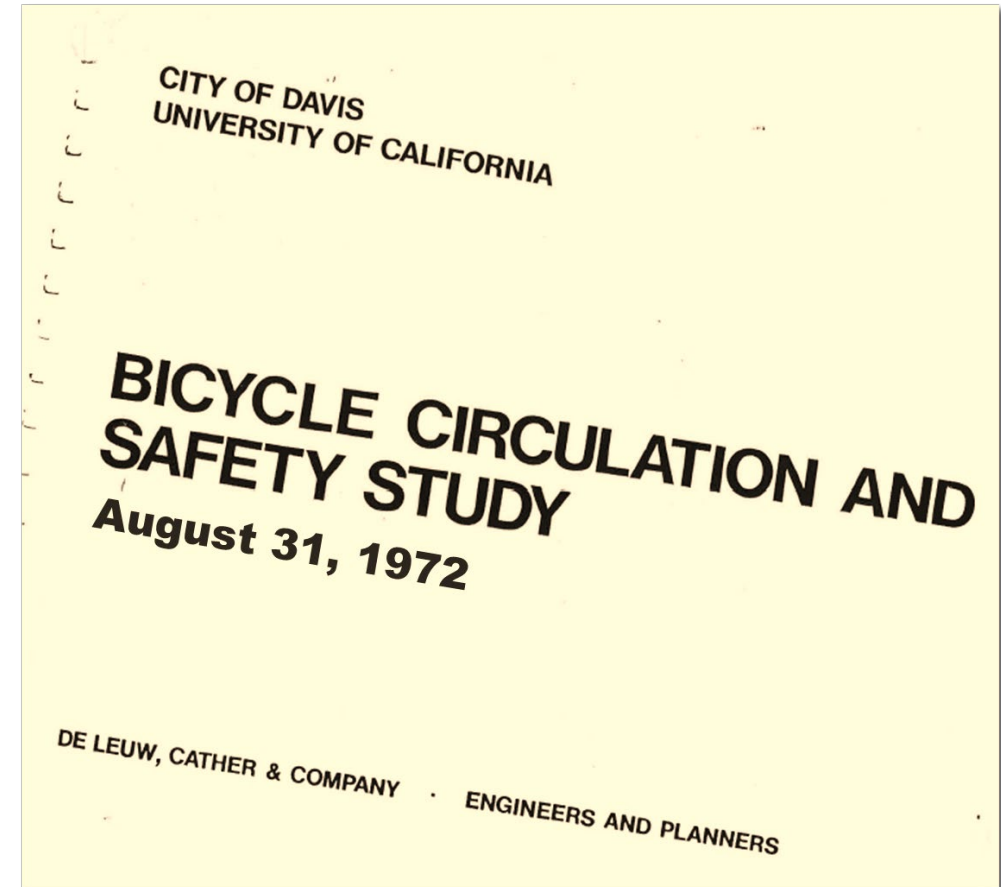 CITY OF DAVIS
UNIVERSITY OF CALIFORNIA
BICYCLE CIRCULATION AND
SAFETY STUDY
August 31, 1972
DE LEUW, CATHER & COMPANY · ENGINEERS AND PLANNERS